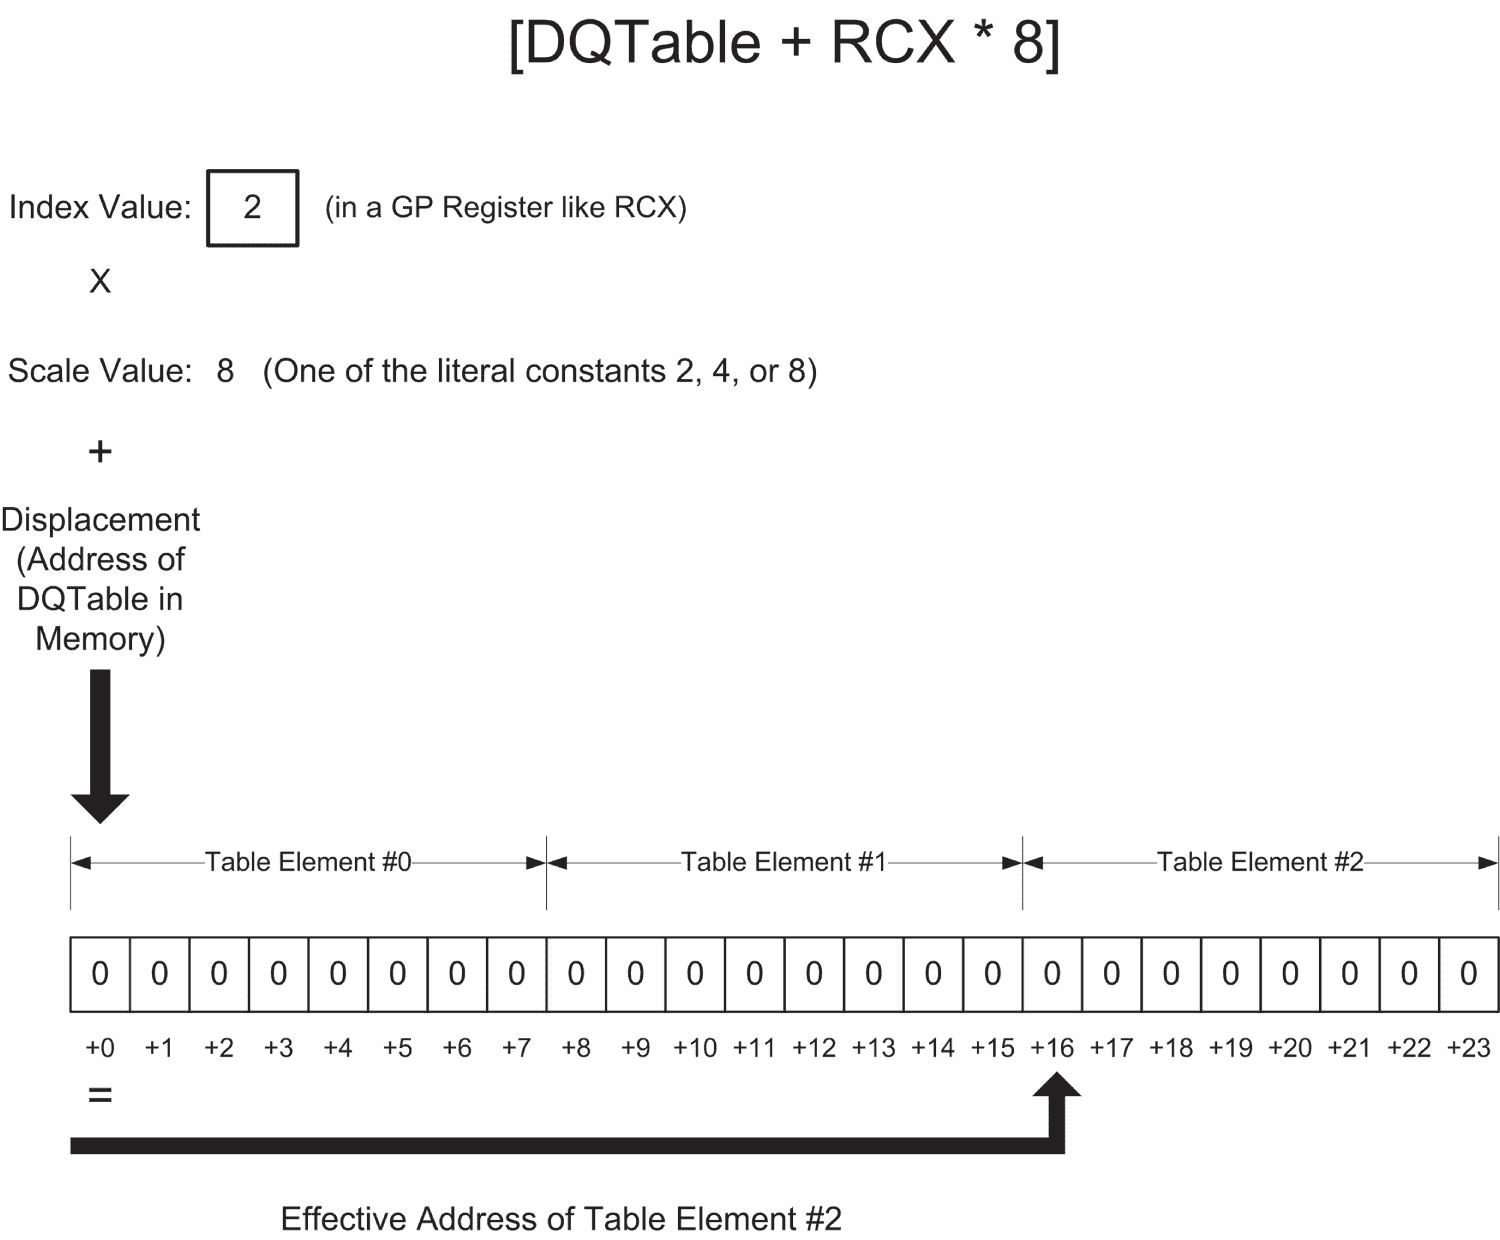 [DQTable + RCX * 8]
Index Value: 2 (in a GP Register like RCX)
X
Scale Value: 8 (One of the literal constants 2, 4, or 8)
+
Displacement
(Address of
DQTable in
Memory)
Table Element #0 Table Element #1 Table Element #2
0 0 0 0 0 0 0 0 0 0 0 0 0 0 0 0 0 0 0 0 0 0 0 0
+0 +1 +2 +3 +4 +5 +6 +7 +8 +9 +10 +11 +12 +13 +14 +15 +16 +17 +18 +19 +20 +21 +22 +23
=
Effective Address of Table Element #2